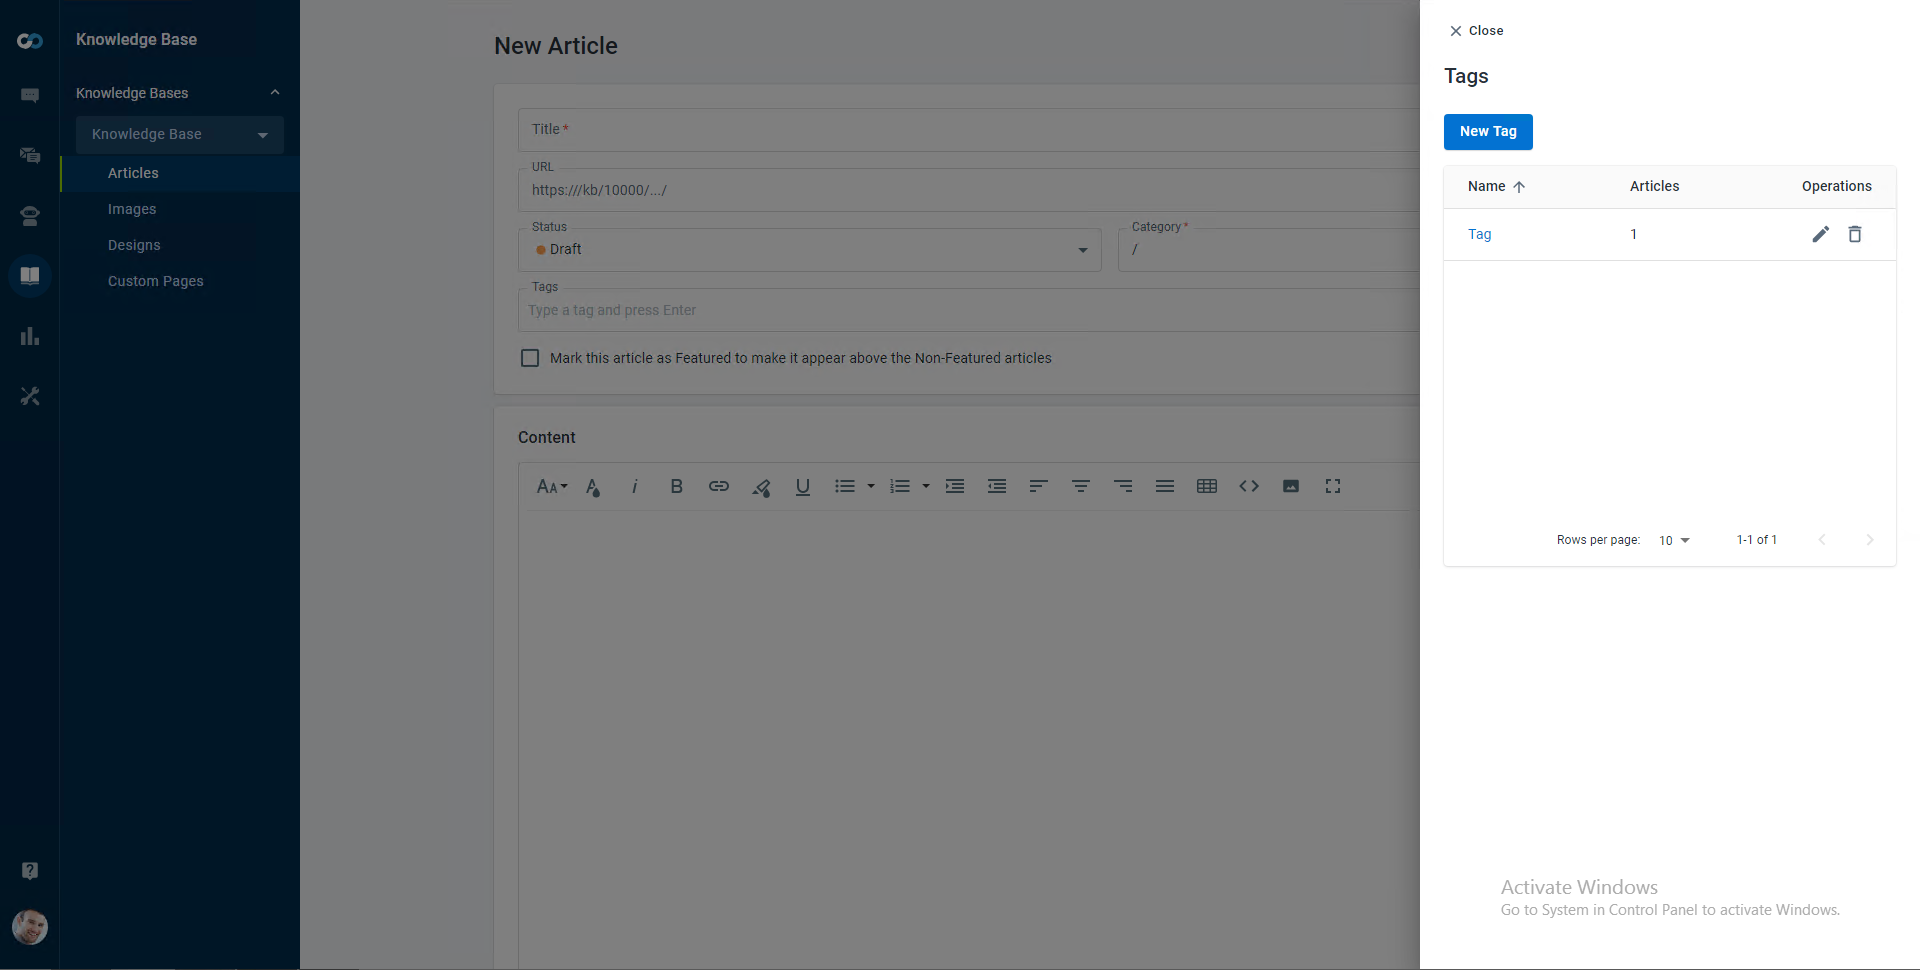 Knowledge Base
Knowledge Bases
Knowledge Base
Articles
Images
Designs
Custom Pages
New Article
Title *
URL
https:///kb/10000/.../
Status
Draft
Category *
/
Tags
Type a tag and press Enter
Mark this article as Featured to make it appear above the Non-Featured articles
Content
Close
Tags
New Tag
Name Articles Operations
Tag 1
Rows per page: 10 1-1 of 1
Activate Windows
Go to System in Control Panel to activate Windows.